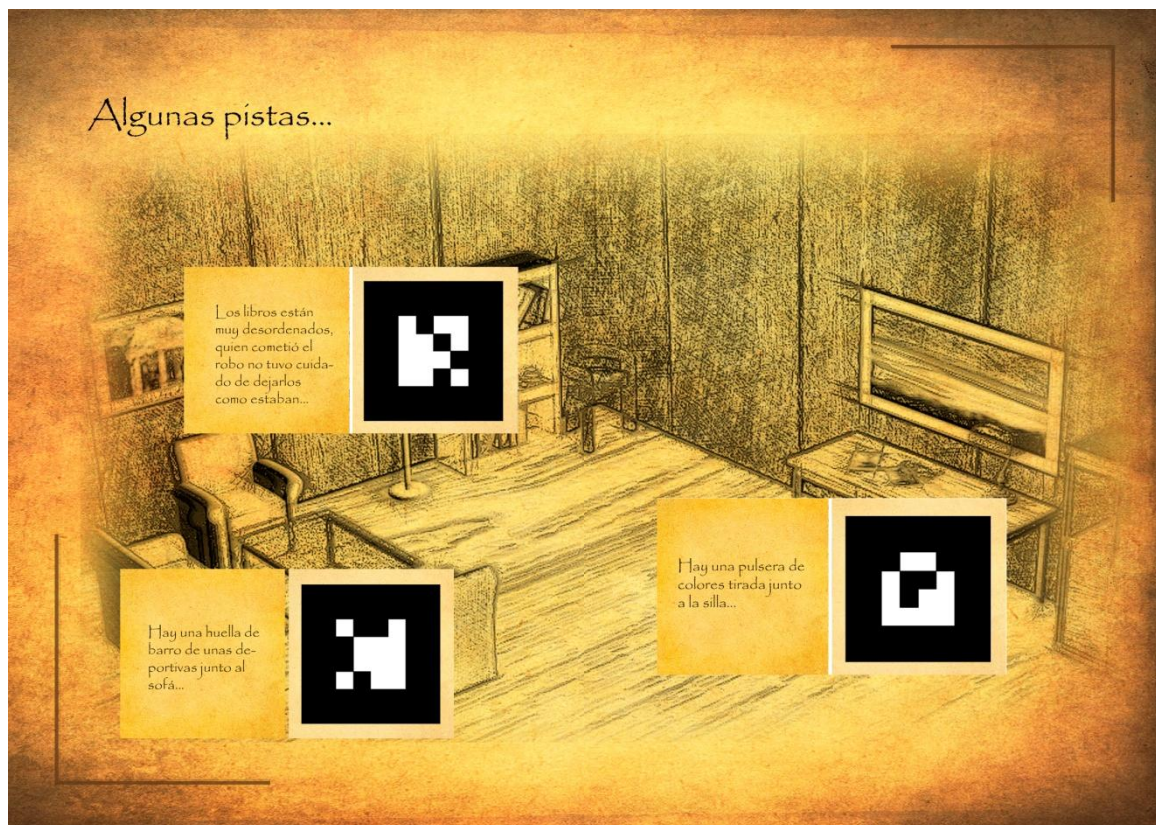 Algunas pistas...
Los libros están
muy desordenados,
quien cometió el
robo no tuvo cuida-
do de dejarlos
como estaban...
Hay una pulsera de
colores tirada junto
a la silla...
Hay una huella de
barro de unas de-
portivas junto al
sofá...